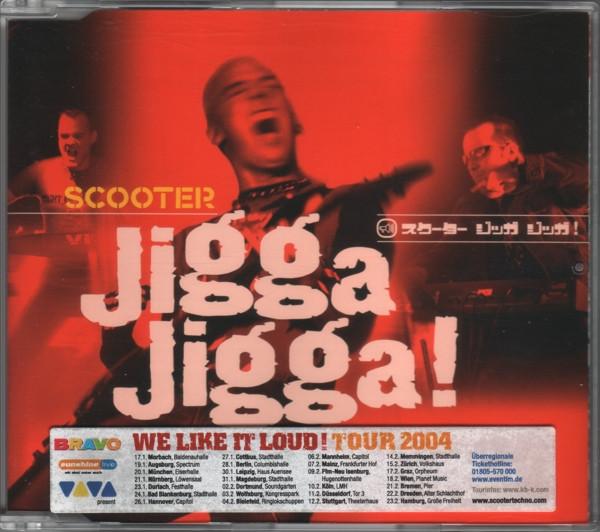 SCOOTER
スクーター ジッガ ジッガ!
Jigga
Jigga!
BRAVO
sunshine live
VIVA
present
WE LIKE IT LOUD! TOUR 2004
17.1. Morbach, Baldenauhalle
19.1. Augsburg, Spectrum
20.1. München, Elserhalle
21.1. Nürnberg, Löwensaal
23.1. Durlach, Festhalle
24.1. Bad Blankenburg, Stadthalle
26.1. Hannover, Capitol
27.1. Cottbus, Stadthalle
28.1. Berlin, Columbiahalle
30.1. Leipzig, Haus Auensee
31.1. Magdeburg, Stadthalle
02.2. Dortmund, Soundgarten
03.2. Wolfsburg, Kongresspark
04.2. Bielefeld, Ringlokschuppen
06.2. Mannheim, Capitol
07.2. Mainz, Frankfurter Hof
09.2. Ffm-Neu Isenburg,
Hugenottenhalle
10.2. Köln, LMH
11.2. Düsseldorf, Tor 3
12.2. Stuttgart, Theaterhaus
14.2. Memmingen, Stadthalle
15.2. Zürich, Volkshaus
17.2. Graz, Orpheum
18.2. Wien, Planet Music
21.2. Bremen, Pier
22.2. Dresden, Alter Schlachthof
23.2. Hamburg, Große Freiheit
Überregionale
Tickethotline:
01805-670 000
www.eventim.de
Tourinfos: www.kb-k.com
www.scootertechno.com